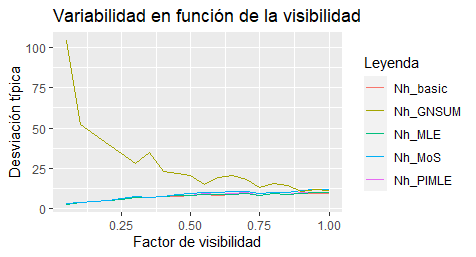 Variabilidad en función de la visibilidad
Desviación típica
100
75
50
25
0
0.25
0.50
0.75
1.00
Factor de visibilidad
Leyenda
Nh_basic
Nh_GNSUM
Nh_MLE
Nh_MoS
Nh_PIMLE